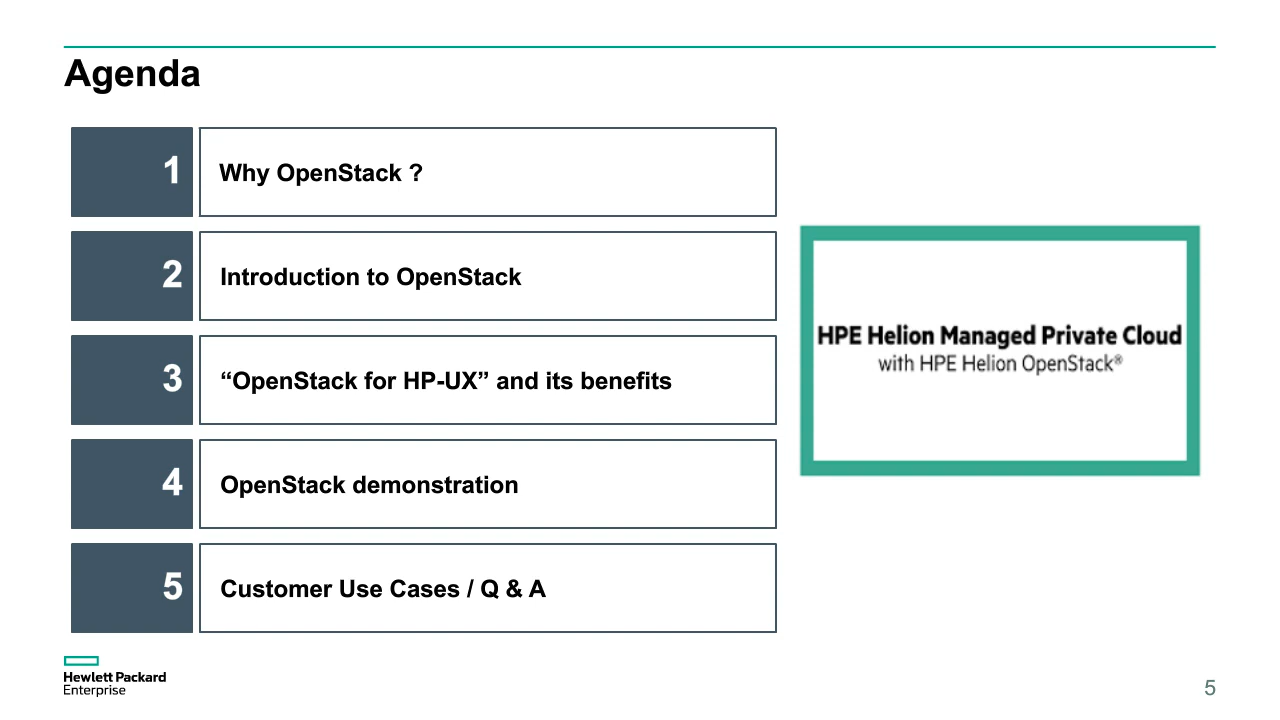 Agenda
1
Why OpenStack ?
2
Introduction to OpenStack
3
“OpenStack for HP-UX” and its benefits
4
OpenStack demonstration
5
Customer Use Cases / Q & A
HPE Helion Managed Private Cloud
with HPE Helion OpenStack®
Hewlett Packard
Enterprise
5